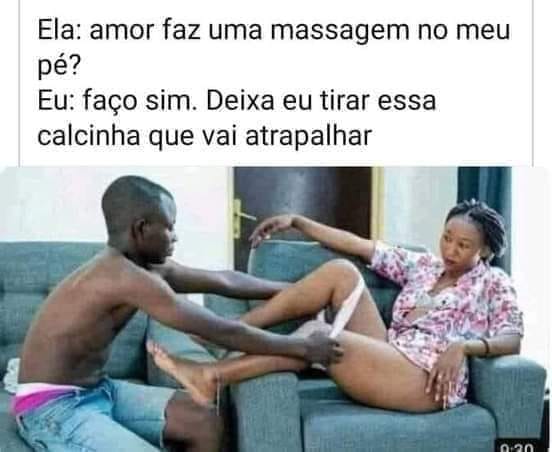 Ela: amor faz uma massagem no meu
pé?
Eu: faço sim. Deixa eu tirar essa
calcinha que vai atrapalhar
0:20